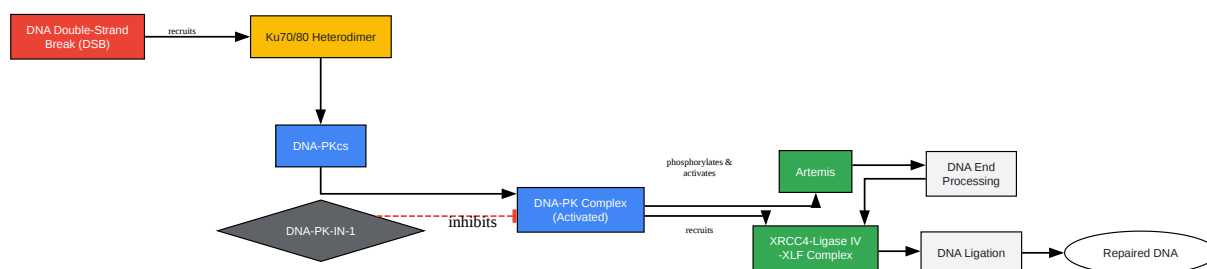 DNA Double-Strand
Break (DSB)
recruits
Ku70/80 Heterodimer
DNA-PKcs
phosphorylates &
activates
Artemis
DNA End
Processing
DNA-PK Complex
(Activated)
DNA-PK-IN-1
inhibits
recruits
XRCC4-Ligase IV
-XLF Complex
DNA Ligation
Repaired DNA